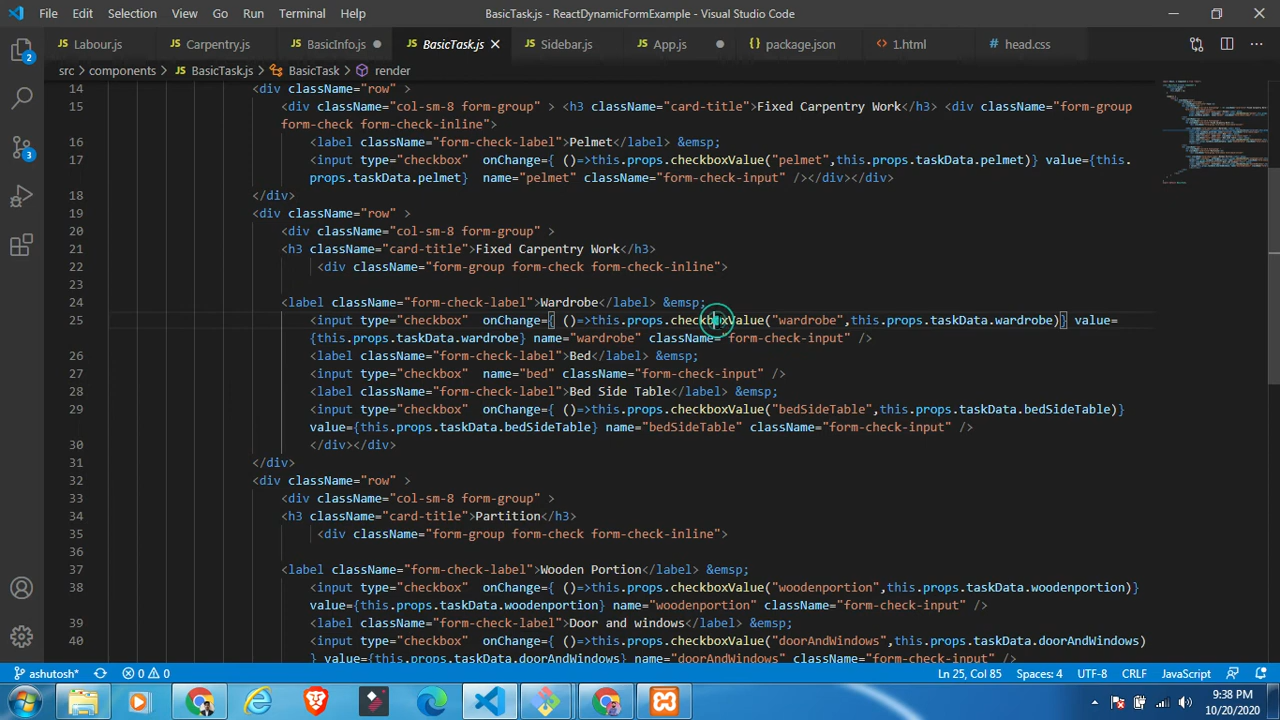 File Edit Selection View Go Run Terminal Help BasicTask.js - ReactDynamicFormExample - Visual Studio Code
Labour.js Carpentry.js BasicInfo.js BasicTask.js Sidebar.js App.js package.json 1.html head.css
src > components > BasicTask.js > BasicTask > render
14 <div className="row" >
15 <div className="col-sm-8 form-group" > <h3 className="card-title">Fixed Carpentry Work</h3> <div className="form-group
form-check form-check-inline">
16 <label className="form-check-label">Pelmet</label> &emsp;
17 <input type="checkbox" onChange={ ()=>this.props.checkboxValue("pelmet",this.props.taskData.pelmet)} value={this.
props.taskData.pelmet} name="pelmet" className="form-check-input" /></div></div>
18 </div>
19 <div className="row" >
20 <div className="col-sm-8 form-group" >
21 <h3 className="card-title">Fixed Carpentry Work</h3>
22 <div className="form-group form-check form-check-inline">
23
24 <label className="form-check-label">Wardrobe</label> &emsp;
25 <input type="checkbox" onChange={ ()=>this.props.checkboxValue("wardrobe",this.props.taskData.wardrobe)} value=
{this.props.taskData.wardrobe} name="wardrobe" className="form-check-input" />
26 <label className="form-check-label">Bed</label> &emsp;
27 <input type="checkbox" name="bed" className="form-check-input" />
28 <label className="form-check-label">Bed Side Table</label> &emsp;
29 <input type="checkbox" onChange={ ()=>this.props.checkboxValue("bedSideTable",this.props.taskData.bedSideTable)}
value={this.props.taskData.bedSideTable} name="bedSideTable" className="form-check-input" />
30 </div></div>
31 </div>
32 <div className="row" >
33 <div className="col-sm-8 form-group" >
34 <h3 className="card-title">Partition</h3>
35 <div className="form-group form-check form-check-inline">
36
37 <label className="form-check-label">Wooden Portion</label> &emsp;
38 <input type="checkbox" onChange={ ()=>this.props.checkboxValue("woodenportion",this.props.taskData.woodenportion)}
value={this.props.taskData.woodenportion} name="woodenportion" className="form-check-input" />
39 <label className="form-check-label">Door and windows</label> &emsp;
40 <input type="checkbox" onChange={ ()=>this.props.checkboxValue("doorAndWindows",this.props.taskData.doorAndWindows)
} value={this.props.taskData.doorAndWindows} name="doorAndWindows" className="form-check-input" />
2
3
ashutosh* 0 0 Ln 25, Col 85 Spaces: 4 UTF-8 CRLF JavaScript
9:38 PM
10/20/2020